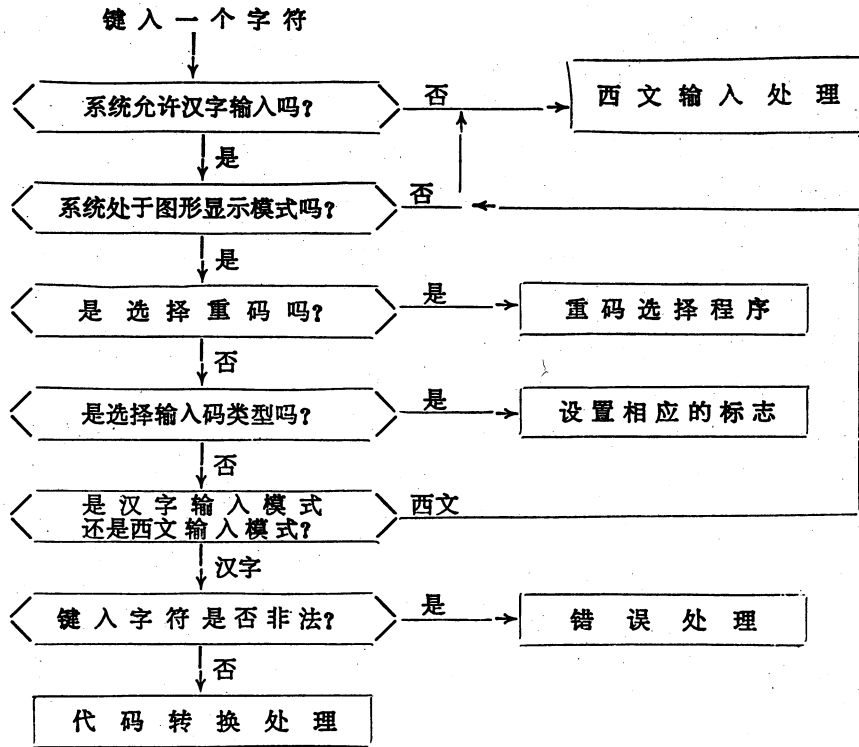 键入一个字符
系统允许汉字输入吗？
否
西文输入处理
是
系统处于图形显示模式吗？
否
是
是选择重码吗？
是
重码选择程序
否
是选择输入码类型吗？
是
设置相应的标志
否
是汉字输入模式
还是西文输入模式？
西文
汉字
键入字符是否非法？
是
错误处理
否
代码转换处理